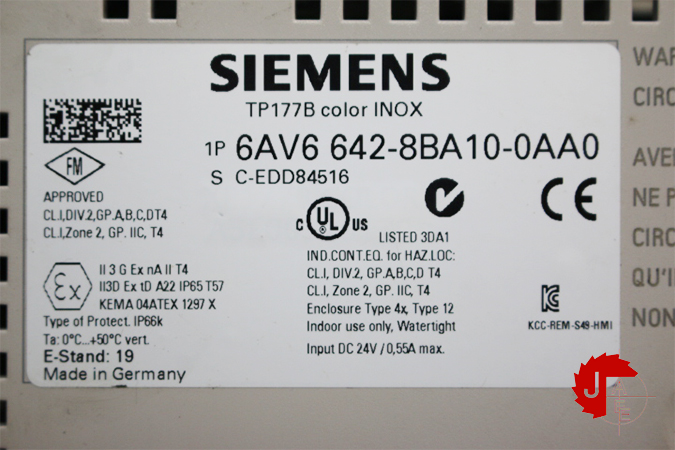 SIEMENS
TP177B color INOX
1P 6AV6 642-8BA10-0AA0
S C-EDD84516
FM
APPROVED
CL.I,DIV.2,GP.A,B,C,DT4
CL.I,Zone 2, GP. IIC, T4
Ex
II 3 G Ex nA II T4
II3D Ex tD A22 IP65 T57
KEMA 04ATEX 1297 X
Type of Protect. IP66k
Ta: 0°C...+50°C vert.
E-Stand: 19
Made in Germany
C UL US
LISTED 3DA1
IND.CONT.EQ. for HAZ.LOC:
CL.I, DIV.2, GP.A,B,C,D T4
CL.I, Zone 2, GP. IIC, T4
Enclosure Type 4x, Type 12
Indoor use only, Watertight
Input DC 24V / 0,55A max.
CE
KCC-REM-S49-HMI
WAR
CIRC
AVE
NE P
CIRC
QU'I
NON
J